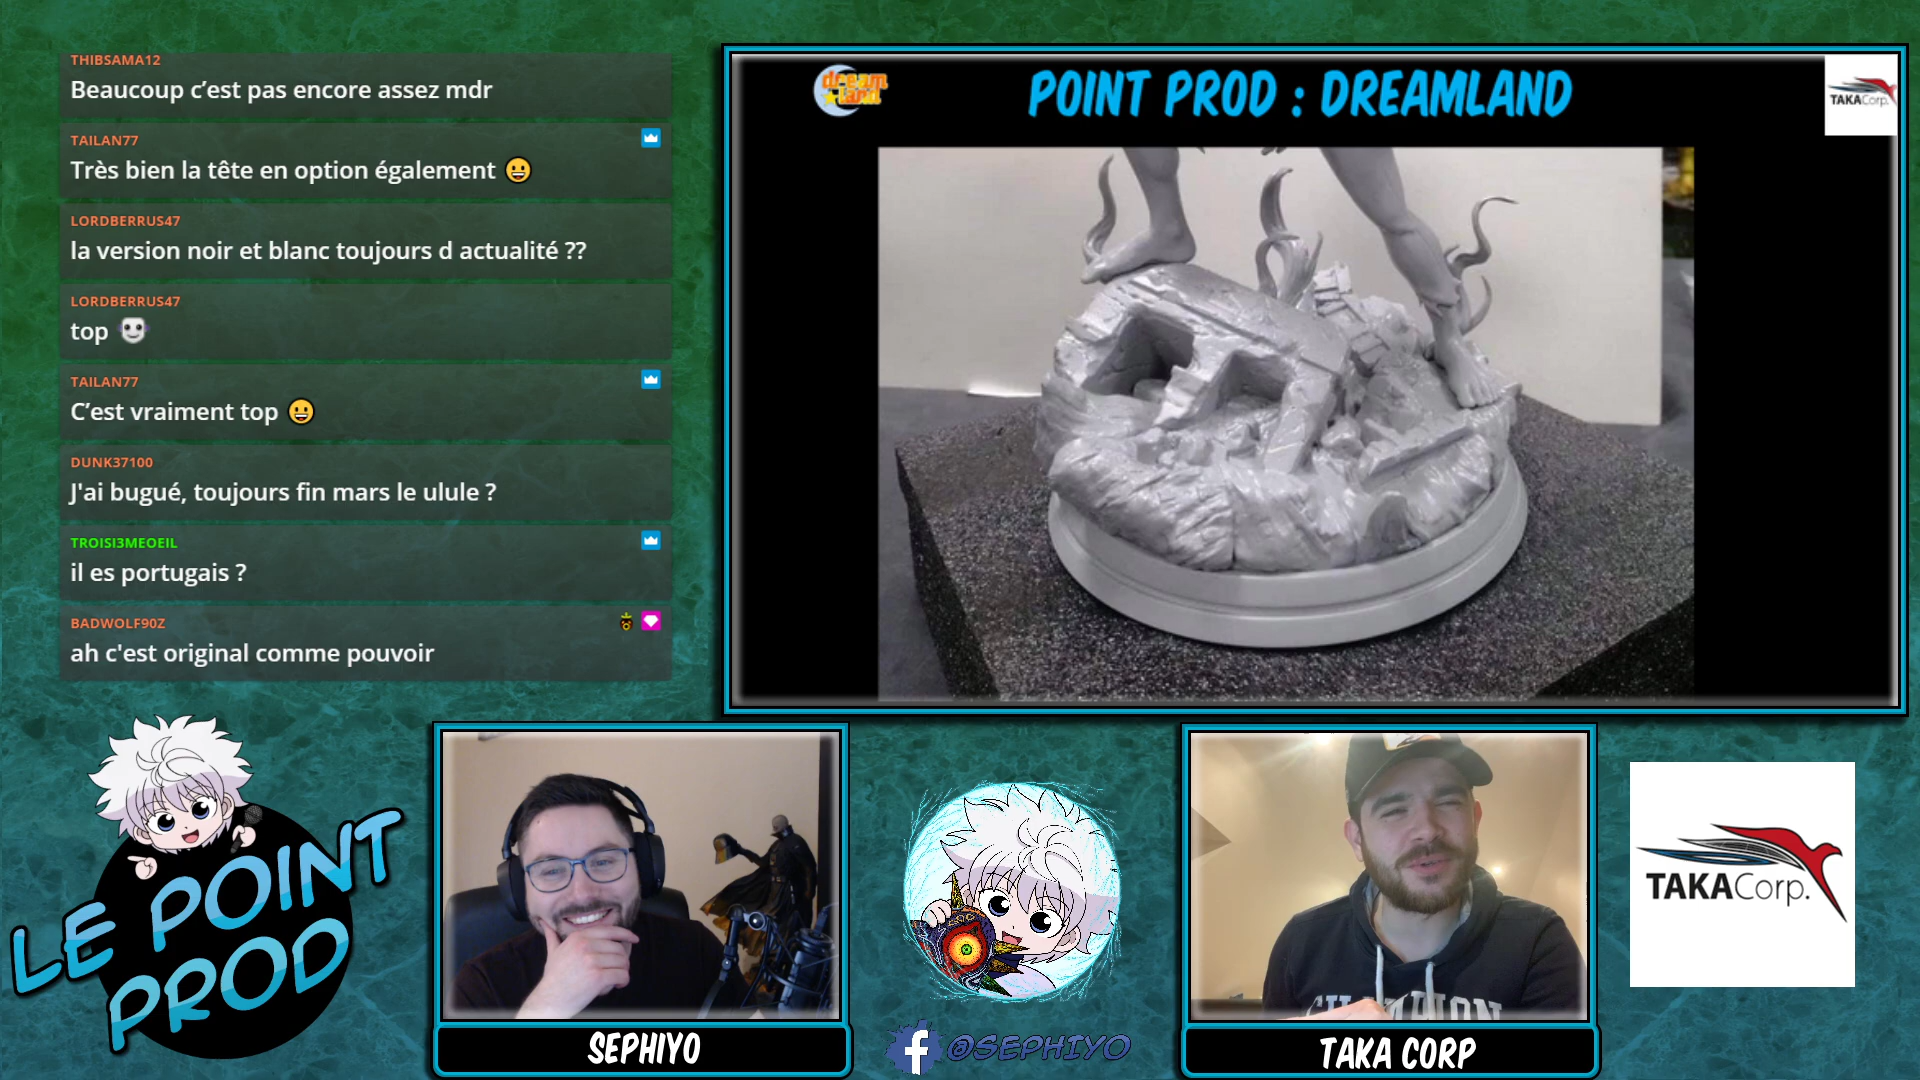 THIBSAMA12
Beaucoup c’est pas encore assez mdr
TAILAN77
Très bien la tête en option également
LORDBERRUS47
la version noir et blanc toujours d actualité ??
LORDBERRUS47
top
TAILAN77
C’est vraiment top
DUNK37100
J'ai bugué, toujours fin mars le ulule ?
TROISI3MEOEIL
il es portugais ?
BADWOLF90Z
ah c'est original comme pouvoir
dream
land
POINT PROD : DREAMLAND
TAKACorp.
LE POINT
PROD
SEPHIYO
f @SEPHIYO
CHAMPION
TAKA CORP
TAKACorp.